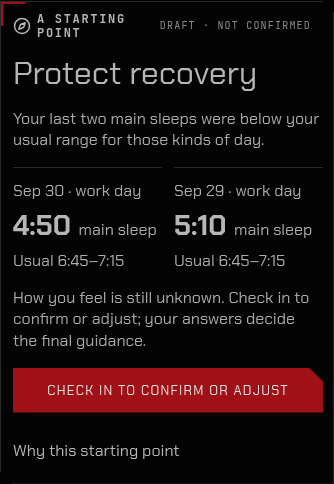 A STARTING
POINT
DRAFT · NOT SHARED
Protect recovery
Your last two main sleeps were below your
usual range for those kinds of day.
Sep 30 · work day
4:50 main sleep
Usual 6:45–7:15
Sep 29 · work day
5:10 main sleep
Usual 6:45–7:15
How you feel is still unknown. Check in to
confirm or adjust; your answers decide
the final guidance.
CHECK IN TO CONFIRM OR ADJUST
Why this starting point